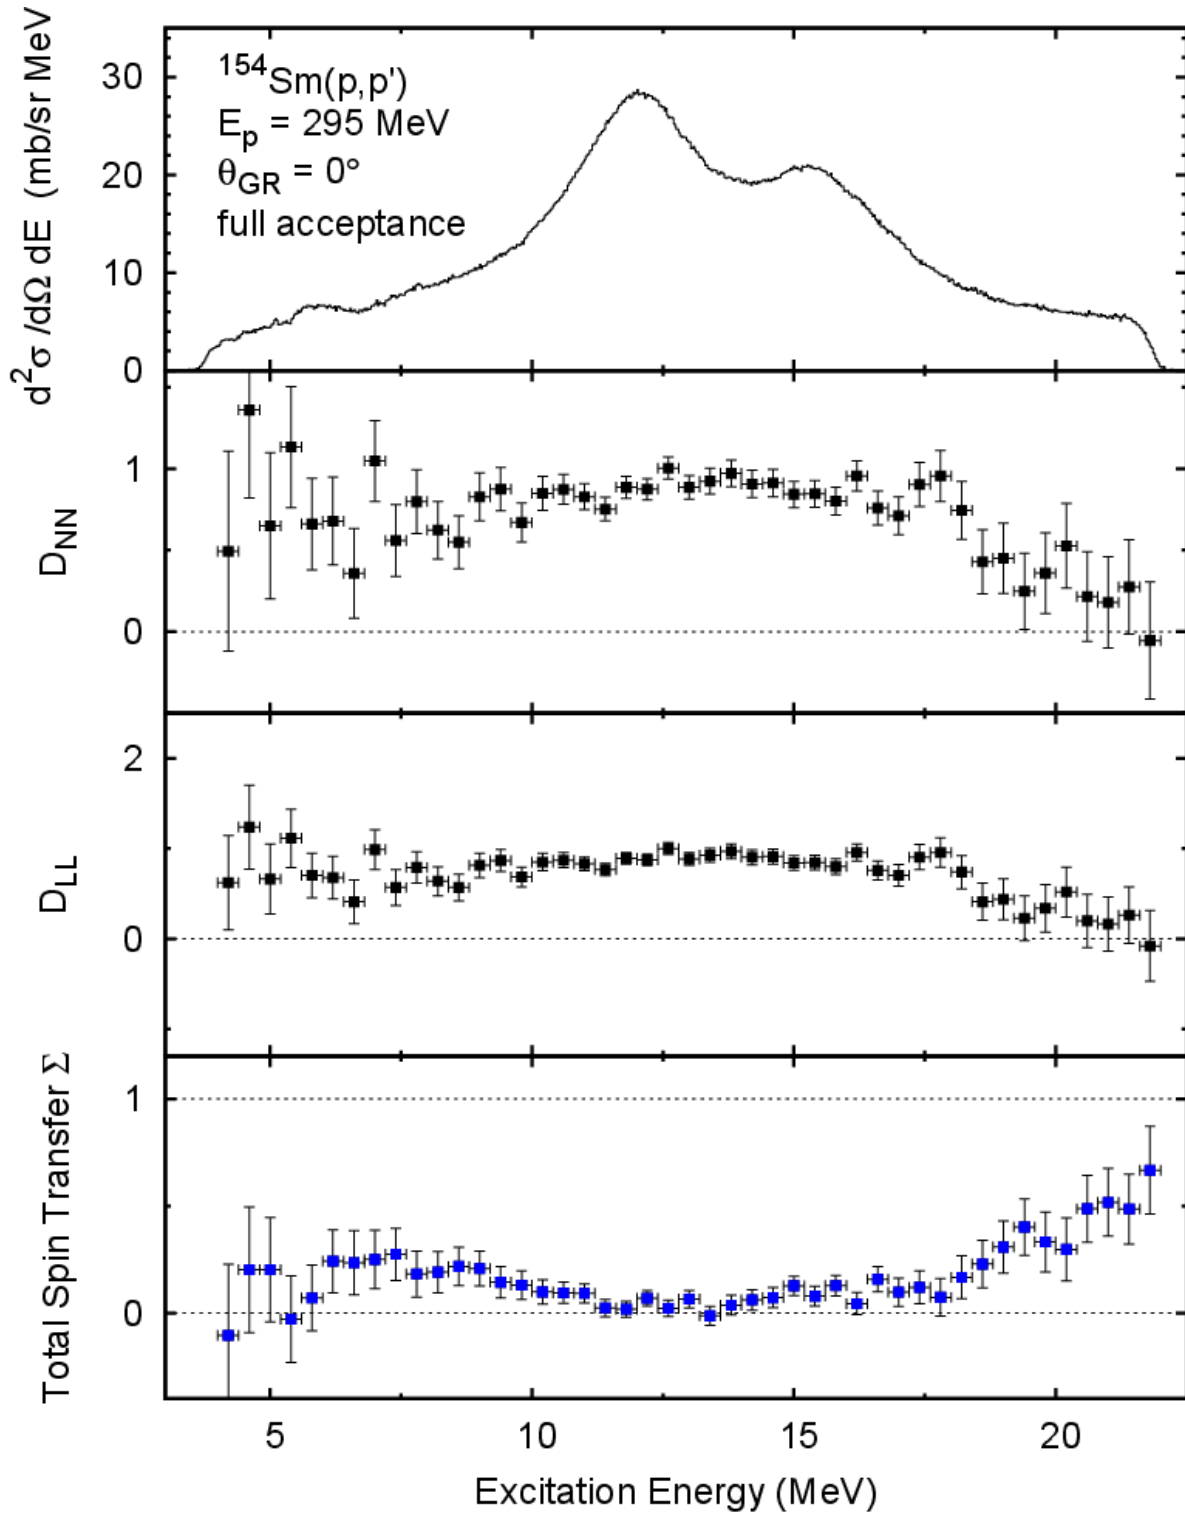 d²σ/dΩ dE (mb/sr MeV)
30
20
10
0
¹⁵⁴Sm(p,p')
Eₚ = 295 MeV
θ_GR = 0°
full acceptance
D_NN
1
0
D_LL
2
0
Total Spin Transfer Σ
1
0
5 10 15 20
Excitation Energy (MeV)